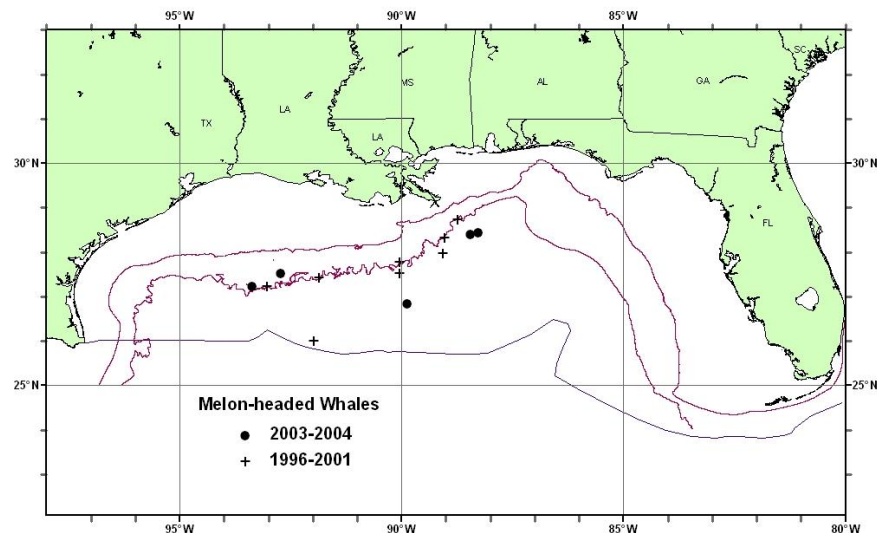 95°W 90°W 85°W
SC
GA
MS
AL
LA
TX
LA
30°N 30°N
FL
25°N 25°N
Melon-headed Whales
2003-2004
1996-2001
95°W 90°W 85°W 80°W